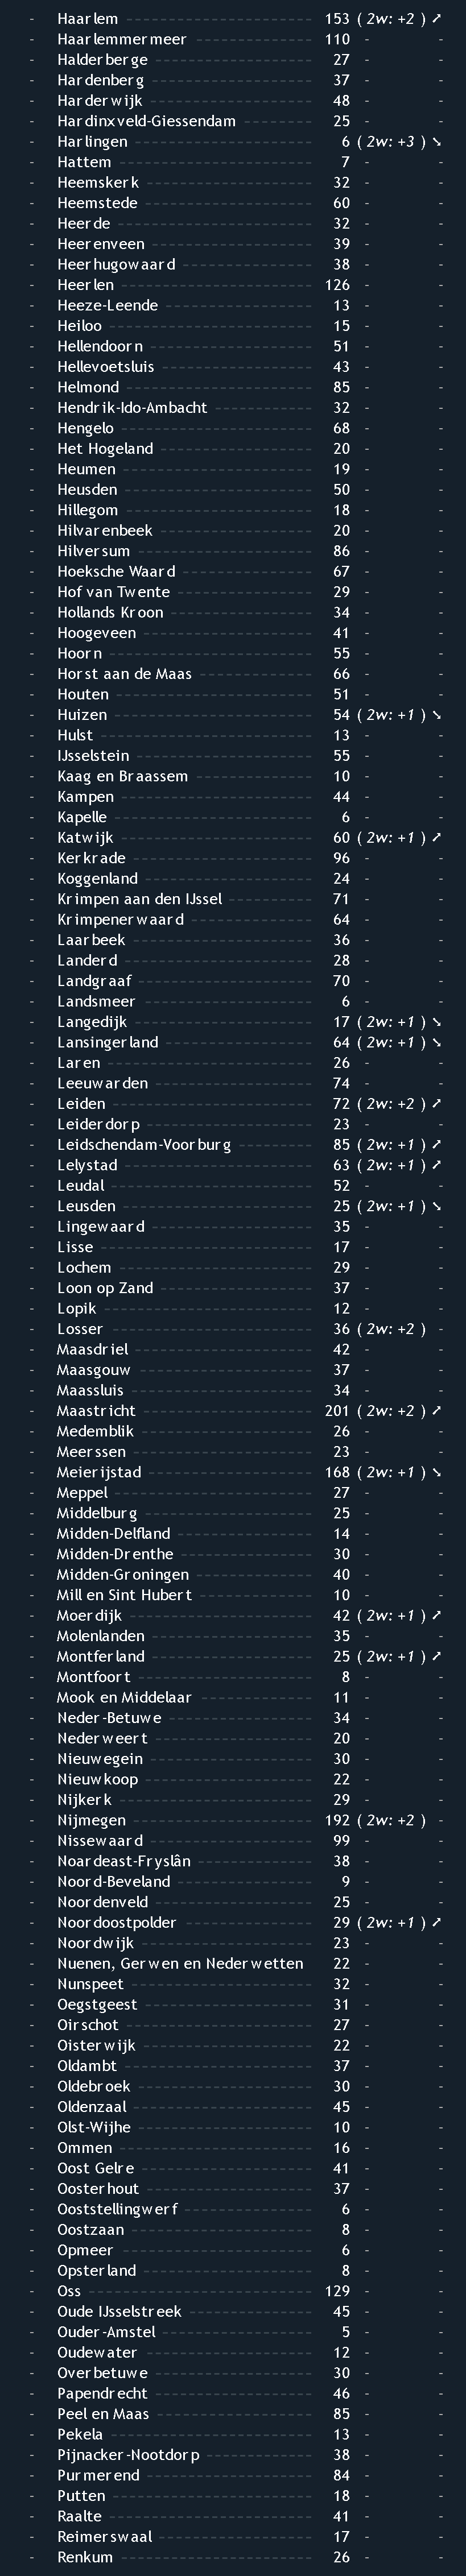 - Haarlem 153 ( 2w: +2 ) ↗
- Haarlemmermeer 110 - -
- Halderberge 27 - -
- Hardenberg 37 - -
- Harderwijk 48 - -
- Hardinxveld-Giessendam 25 - -
- Harlingen 6 ( 2w: +3 ) ↘
- Hattem 7 - -
- Heemskerk 32 - -
- Heemstede 60 - -
- Heerde 32 - -
- Heerenveen 39 - -
- Heerhugowaard 38 - -
- Heerlen 126 - -
- Heeze-Leende 13 - -
- Heiloo 15 - -
- Hellendoorn 51 - -
- Hellevoetsluis 43 - -
- Helmond 85 - -
- Hendrik-Ido-Ambacht 32 - -
- Hengelo 68 - -
- Het Hogeland 20 - -
- Heumen 19 - -
- Heusden 50 - -
- Hillegom 18 - -
- Hilvarenbeek 20 - -
- Hilversum 86 - -
- Hoeksche Waard 67 - -
- Hof van Twente 29 - -
- Hollands Kroon 34 - -
- Hoogeveen 41 - -
- Hoorn 55 - -
- Horst aan de Maas 66 - -
- Houten 51 - -
- Huizen 54 ( 2w: +1 ) ↘
- Hulst 13 - -
- IJsselstein 55 - -
- Kaag en Braassem 10 - -
- Kampen 44 - -
- Kapelle 6 - -
- Katwijk 60 ( 2w: +1 ) ↗
- Kerkrade 96 - -
- Koggenland 24 - -
- Krimpen aan den IJssel 71 - -
- Krimpenerwaard 64 - -
- Laarbeek 36 - -
- Landerd 28 - -
- Landgraaf 70 - -
- Landsmeer 6 - -
- Langedijk 17 ( 2w: +1 ) ↘
- Lansingerland 64 ( 2w: +1 ) ↘
- Laren 26 - -
- Leeuwarden 74 - -
- Leiden 72 ( 2w: +2 ) ↗
- Leiderdorp 23 - -
- Leidschendam-Voorburg 85 ( 2w: +1 ) ↗
- Lelystad 63 ( 2w: +1 ) ↗
- Leudal 52 - -
- Leusden 25 ( 2w: +1 ) ↘
- Lingewaard 35 - -
- Lisse 17 - -
- Lochem 29 - -
- Loon op Zand 37 - -
- Lopik 12 - -
- Losser 36 ( 2w: +2 ) -
- Maasdriel 42 - -
- Maasgouw 37 - -
- Maassluis 34 - -
- Maastricht 201 ( 2w: +2 ) ↗
- Medemblik 26 - -
- Meerssen 23 - -
- Meierijstad 168 ( 2w: +1 ) ↘
- Meppel 27 - -
- Middelburg 25 - -
- Midden-Delfland 14 - -
- Midden-Drenthe 30 - -
- Midden-Groningen 40 - -
- Mill en Sint Hubert 10 - -
- Moerdijk 42 ( 2w: +1 ) ↗
- Molenlanden 35 - -
- Montferland 25 ( 2w: +1 ) ↗
- Montfoort 8 - -
- Mook en Middelaar 11 - -
- Neder-Betuwe 34 - -
- Nederweert 20 - -
- Nieuwegein 30 - -
- Nieuwkoop 22 - -
- Nijkerk 29 - -
- Nijmegen 192 ( 2w: +2 ) -
- Nissewaard 99 - -
- Noardeast-Fryslân 38 - -
- Noord-Beveland 9 - -
- Noordenveld 25 - -
- Noordoostpolder 29 ( 2w: +1 ) ↗
- Noordwijk 23 - -
- Nuenen, Gerwen en Nederwetten 22 - -
- Nunspeet 32 - -
- Oegstgeest 31 - -
- Oirschot 27 - -
- Oisterwijk 22 - -
- Oldambt 37 - -
- Oldebroek 30 - -
- Oldenzaal 45 - -
- Olst-Wijhe 10 - -
- Ommen 16 - -
- Oost Gelre 41 - -
- Oosterhout 37 - -
- Ooststellingwerf 6 - -
- Oostzaan 8 - -
- Opmeer 6 - -
- Opsterland 8 - -
- Oss 129 - -
- Oude IJsselstreek 45 - -
- Ouder-Amstel 5 - -
- Oudewater 12 - -
- Overbetuwe 30 - -
- Papendrecht 46 - -
- Peel en Maas 85 - -
- Pekela 13 - -
- Pijnacker-Nootdorp 38 - -
- Purmerend 84 - -
- Putten 18 - -
- Raalte 41 - -
- Reimerswaal 17 - -
- Renkum 26 - -